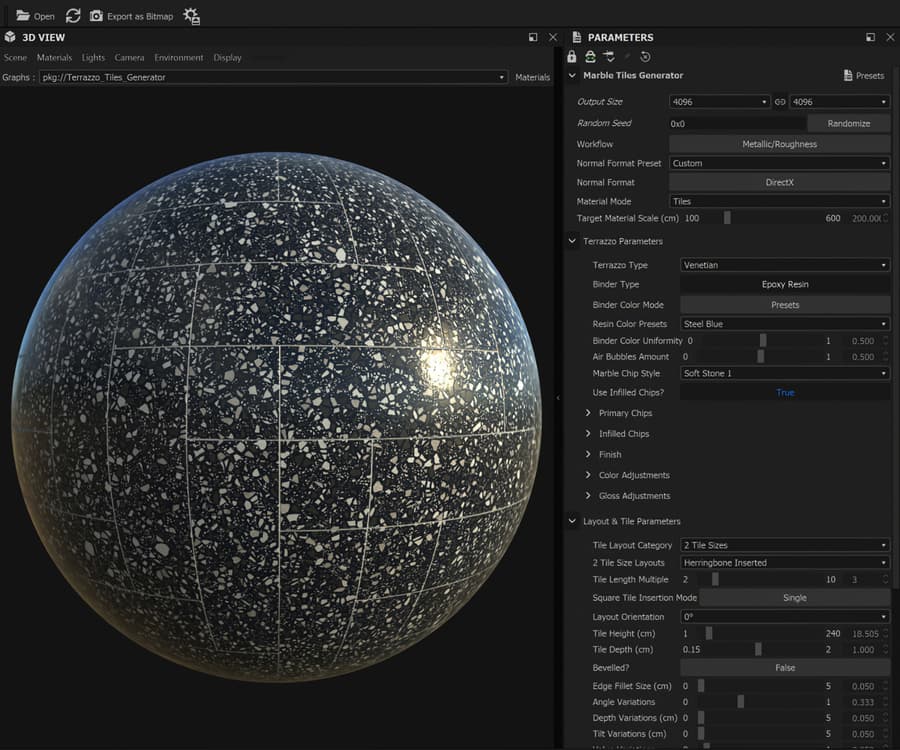 Open Export as Bitmap
3D VIEW
Scene Materials Lights Camera Environment Display
Graphs : pkg://Terrazzo_Tiles_Generator Materials
PARAMETERS
Marble Tiles Generator Presets
Output Size 4096 4096
Random Seed 0x0 Randomize
Workflow Metallic/Roughness
Normal Format Preset Custom
Normal Format DirectX
Material Mode Tiles
Target Material Scale (cm) 100 600 200.00
Terrazzo Parameters
Terrazzo Type Venetian
Binder Type Epoxy Resin
Binder Color Mode Presets
Resin Color Presets Steel Blue
Binder Color Uniformity 0 1 0.500
Air Bubbles Amount 0 1 0.500
Marble Chip Style Soft Stone 1
Use Infilled Chips? True
Primary Chips
Infilled Chips
Finish
Color Adjustments
Gloss Adjustments
Layout & Tile Parameters
Tile Layout Category 2 Tile Sizes
2 Tile Size Layouts Herringbone Inserted
Tile Length Multiple 2 10 3
Square Tile Insertion Mode Single
Layout Orientation 0°
Tile Height (cm) 1 240 18.505
Tile Depth (cm) 0.15 2 1.000
Bevelled? False
Edge Fillet Size (cm) 0 5 0.050
Angle Variations 0 1 0.333
Depth Variations (cm) 0 5 0.050
Tilt Variations (cm) 0 5 0.050